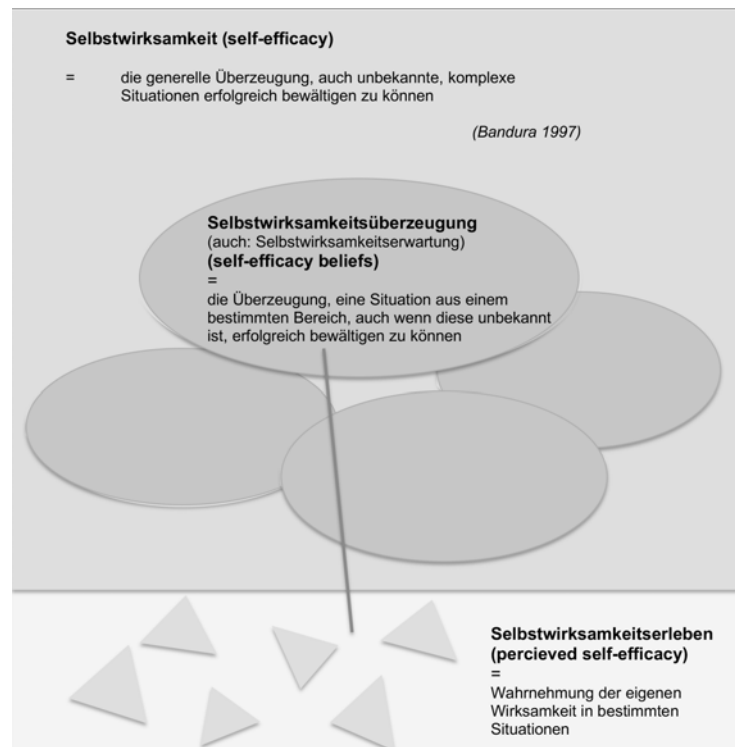 Selbstwirksamkeit (self-efficacy)
= die generelle Überzeugung, auch unbekannte, komplexe
Situationen erfolgreich bewältigen zu können
(Bandura 1997)
Selbstwirksamkeitsüberzeugung
(auch: Selbstwirksamkeitserwartung)
(self-efficacy beliefs)
=
die Überzeugung, eine Situation aus einem
bestimmten Bereich, auch wenn diese unbekannt
ist, erfolgreich bewältigen zu können
Selbstwirksamkeitserleben
(percieved self-efficacy)
=
Wahrnehmung der eigenen
Wirksamkeit in bestimmten
Situationen